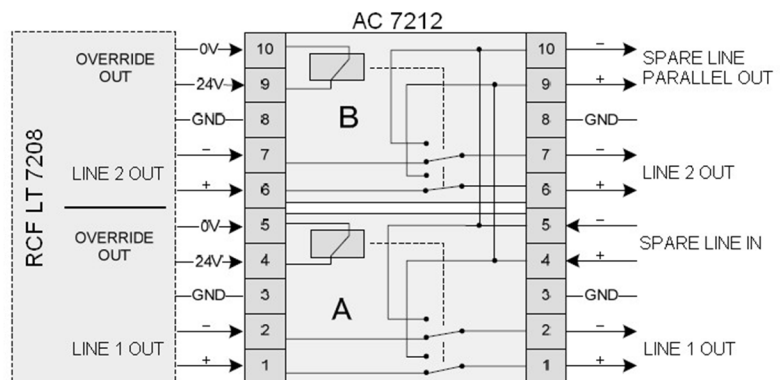 AC 7212
RCF LT 7208
OVERRIDE
OUT
0V
24V
GND
LINE 2 OUT
−
+
OVERRIDE
OUT
0V
24V
GND
LINE 1 OUT
−
+
10
9
8
7
6
5
4
3
2
1
B
A
10
9
8
7
6
5
4
3
2
1
−
+
SPARE LINE
PARALLEL OUT
GND
−
+
LINE 2 OUT
−
+
SPARE LINE IN
GND
−
+
LINE 1 OUT